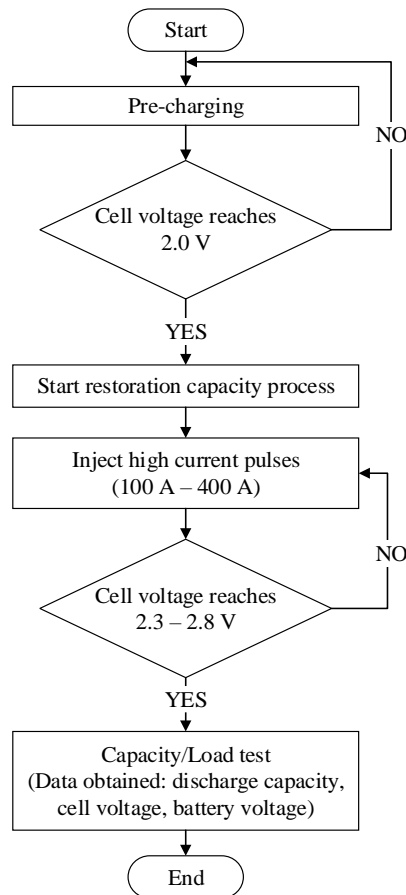 Start
Pre-charging
NO
Cell voltage reaches
2.0 V
YES
Start restoration capacity process
Inject high current pulses
(100 A – 400 A)
NO
Cell voltage reaches
2.3 – 2.8 V
YES
Capacity/Load test
(Data obtained: discharge capacity,
cell voltage, battery voltage)
End